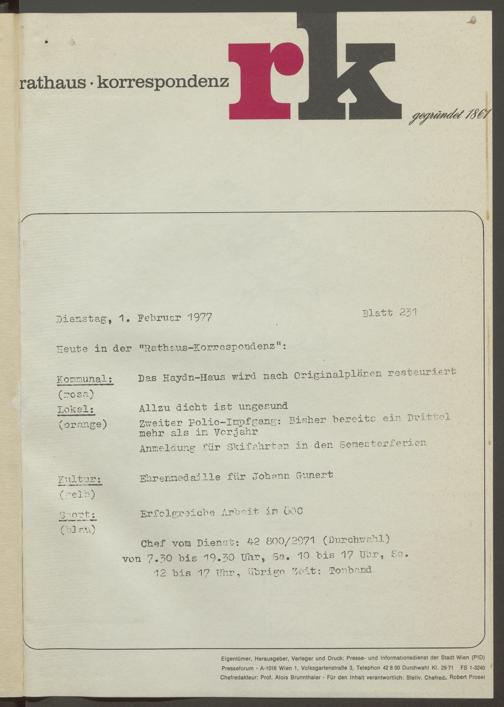 rathaus · korrespondenz
rk
gegründet 1861
Dienstag, 1. Februar 1977
Blatt 231
Heute in der "Rathaus-Korrespondenz":
Kommunal: Das Haydn-Haus wird nach Originalplänen restauriert
(rosa)
Lokal: Allzu dicht ist ungesund
(orange) Zweiter Polio-Impfgang: Bisher bereits ein Drittel
mehr als im Vorjahr
Anmeldung für Skifahrten in den Semesterferien
Kultur: Ehrenmedaille für Johann Gunert
(gelb)
Sport: Erfolgreiche Arbeit im ÖOC
(blau)
Chef vom Dienst: 42 800/2971 (Durchwahl)
von 7.30 bis 19.30 Uhr, Sa. 10 bis 17 Uhr, So.
12 bis 17 Uhr, übrige Zeit: Tonband
Eigentümer, Herausgeber, Verleger und Druck: Presse- und Informationsdienst der Stadt Wien (PID)
Presseforum - A-1016 Wien 1, Volksgartenstraße 3, Telephon 42 8 00 Durchwahl Kl. 29 71 FS 1-3240
Chefredakteur: Prof. Alois Brunnthaler - Für den Inhalt verantwortlich: Stellv. Chefred. Robert Prosel